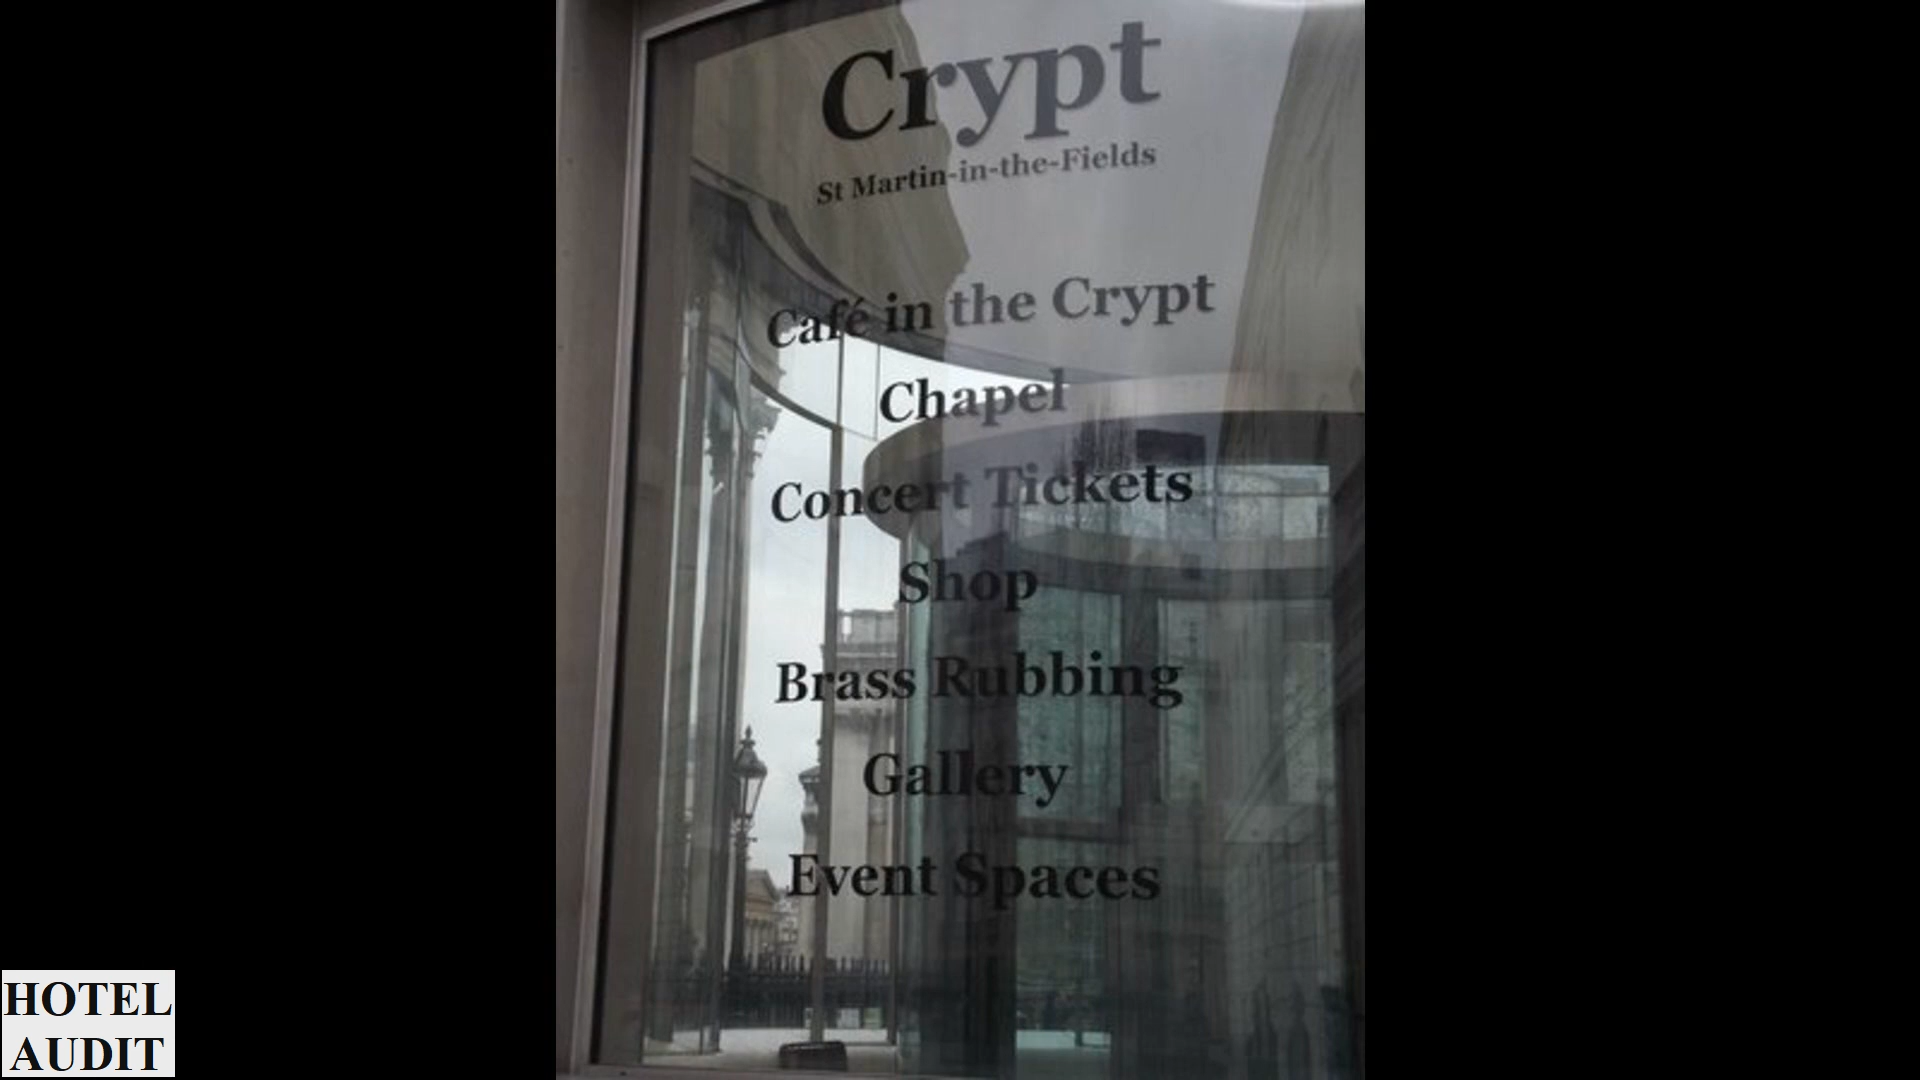 Crypt
St Martin-in-the-Fields
Café in the Crypt
Chapel
Concert Tickets
Shop
Brass Rubbing
Gallery
Event Spaces
HOTEL
AUDIT